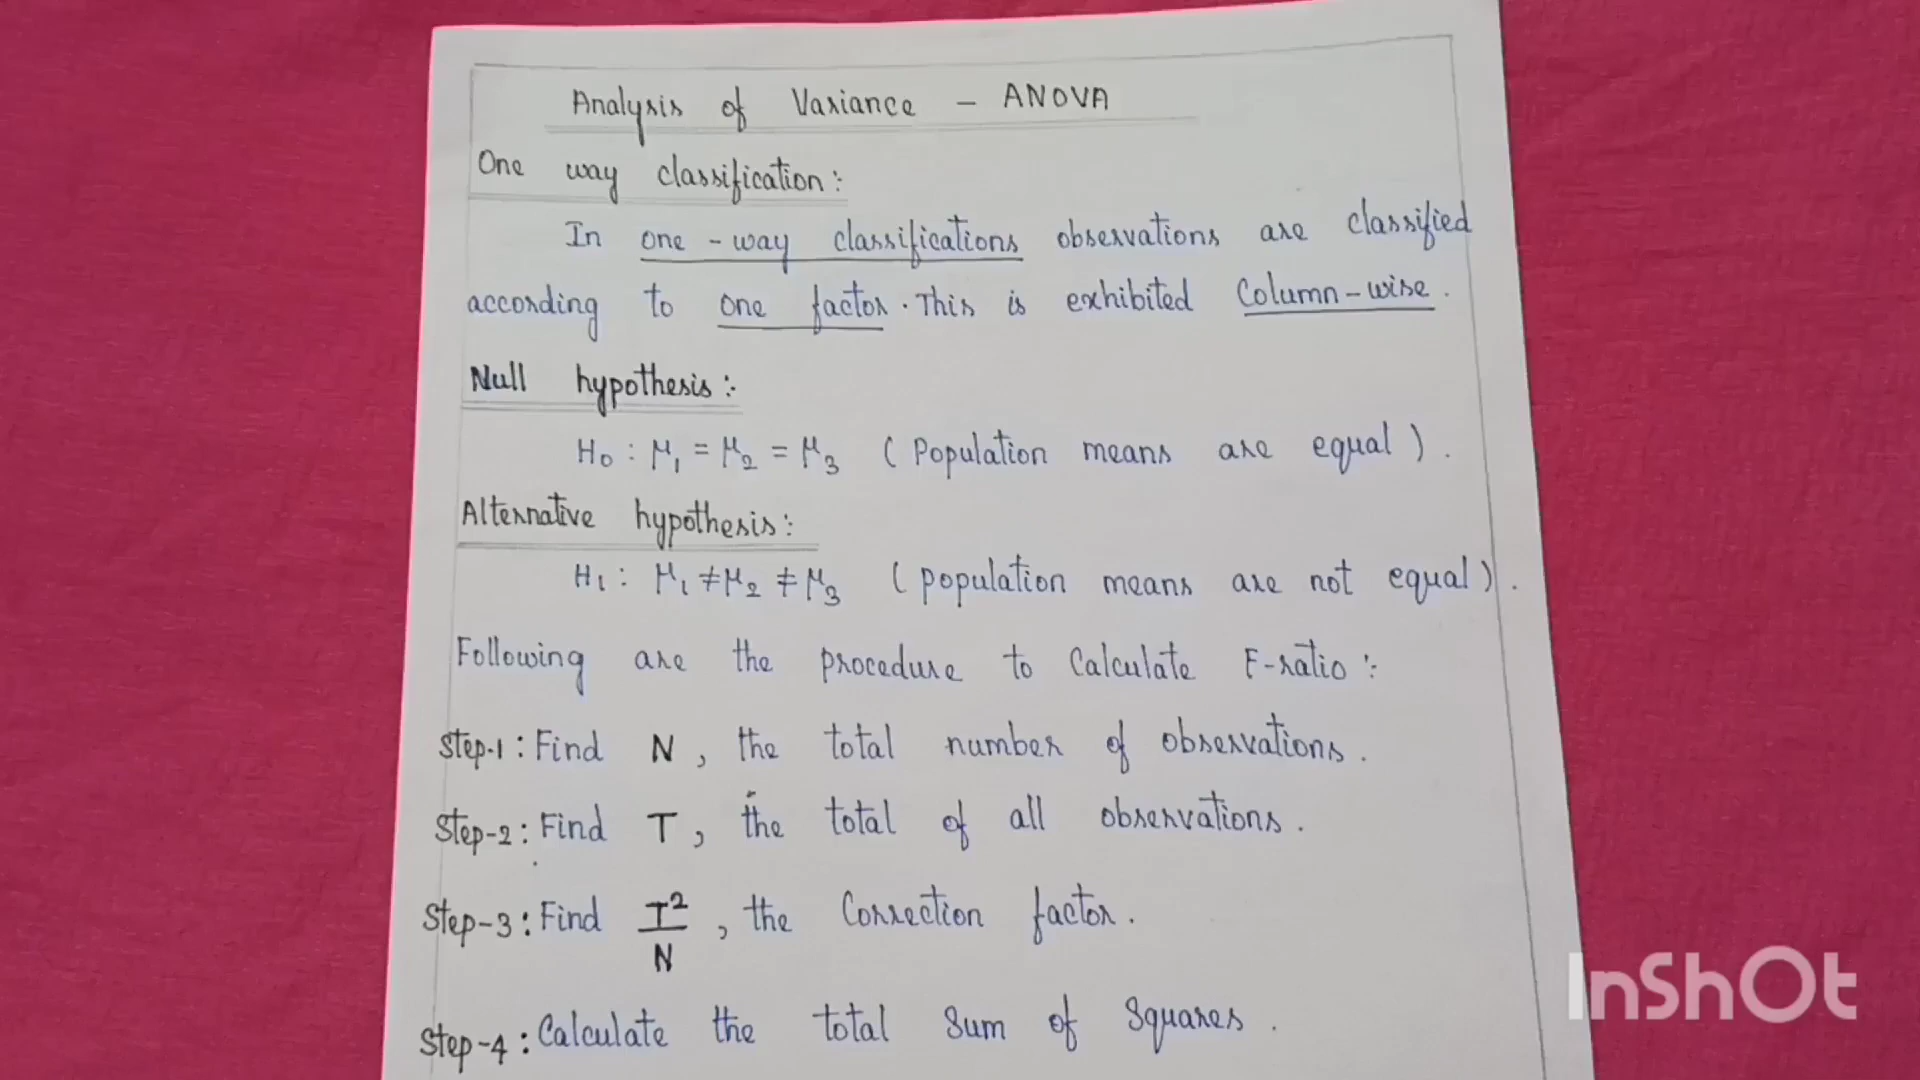 Analysis of Variance - ANOVA
One way classification:
In one-way classifications observations are classified
according to one factor. This is exhibited Column-wise.
Null hypothesis:-
H₀ : μ₁ = μ₂ = μ₃ (Population means are equal).
Alternative hypothesis:
H₁ : μ₁ ≠ μ₂ ≠ μ₃ (population means are not equal).
Following are the procedure to Calculate F-ratio:-
Step-1 : Find N, the total number of observations.
Step-2 : Find T, the total of all observations.
Step-3 : Find T²/N, the Correction factor.
Step-4 : Calculate the total Sum of Squares.
InShOt